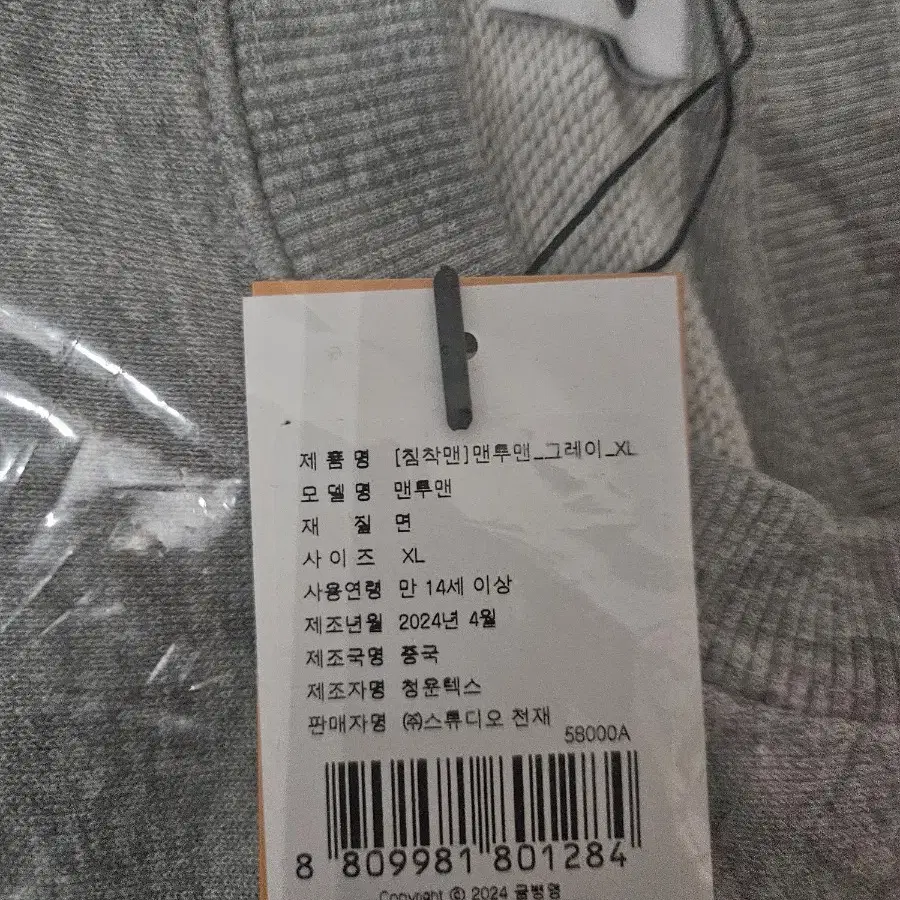 제 품 명 [침착맨]맨투맨_그레이_XL
모 델 명 맨투맨
재 질 면
사 이 즈 XL
사용연령 만 14세 이상
제조년월 2024년 4월
제조국명 중국
제조자명 청운텍스
판매자명 ㈜스튜디오 천재
58000A
8 809981 801284
Copyright ⓒ 2024 귤뱅영